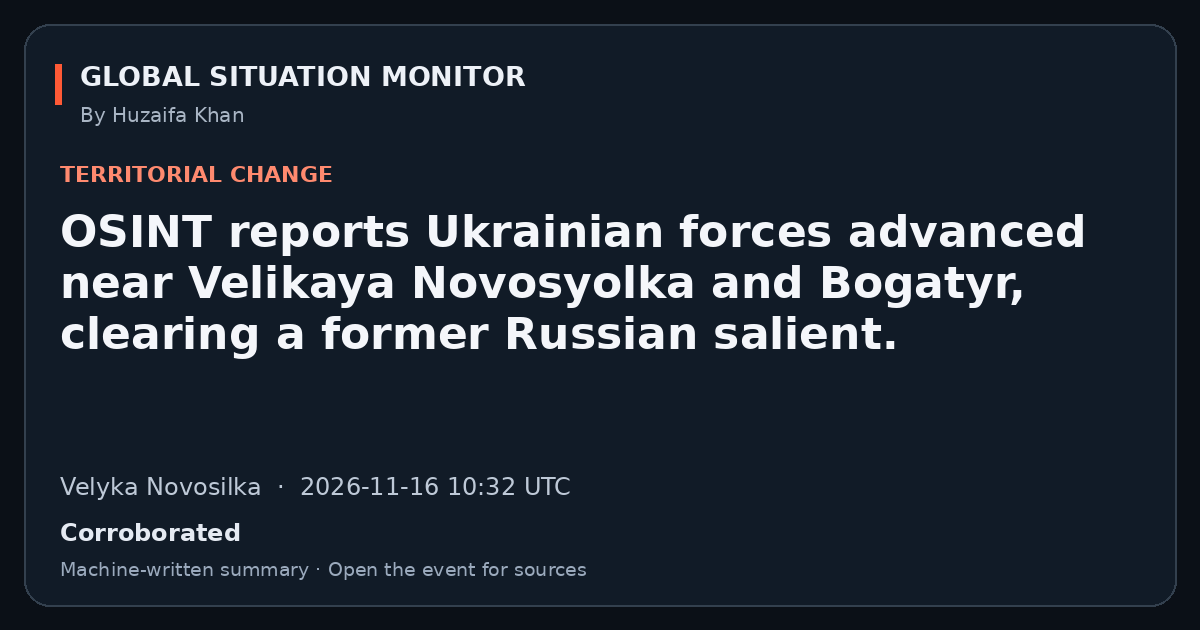 GLOBAL SITUATION MONITOR
By Huzaifa Khan
TERRITORIAL CHANGE
OSINT reports Ukrainian forces advanced
near Velikaya Novosyolka and Bogatyr,
clearing a former Russian salient.
Velyka Novosilka · 2026-11-16 10:32 UTC
Corroborated
Machine-written summary · Open the event for sources